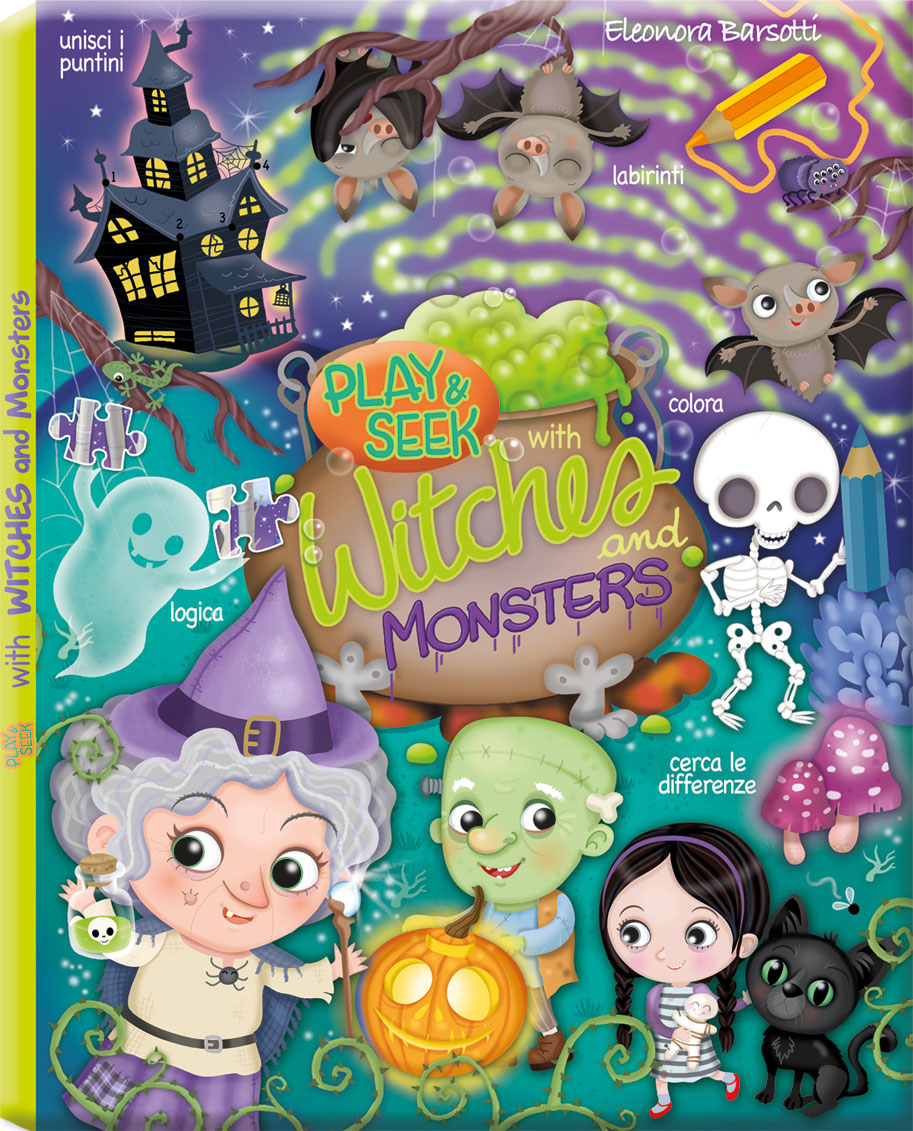 Eleonora Barsotti
unisci i
puntini
1
2
3
4
labirinti
colora
PLAY &
SEEK
with
Witches
and
MONSTERS
logica
cerca le
differenze
PLAY &
SEEK
with WITCHES and Monsters